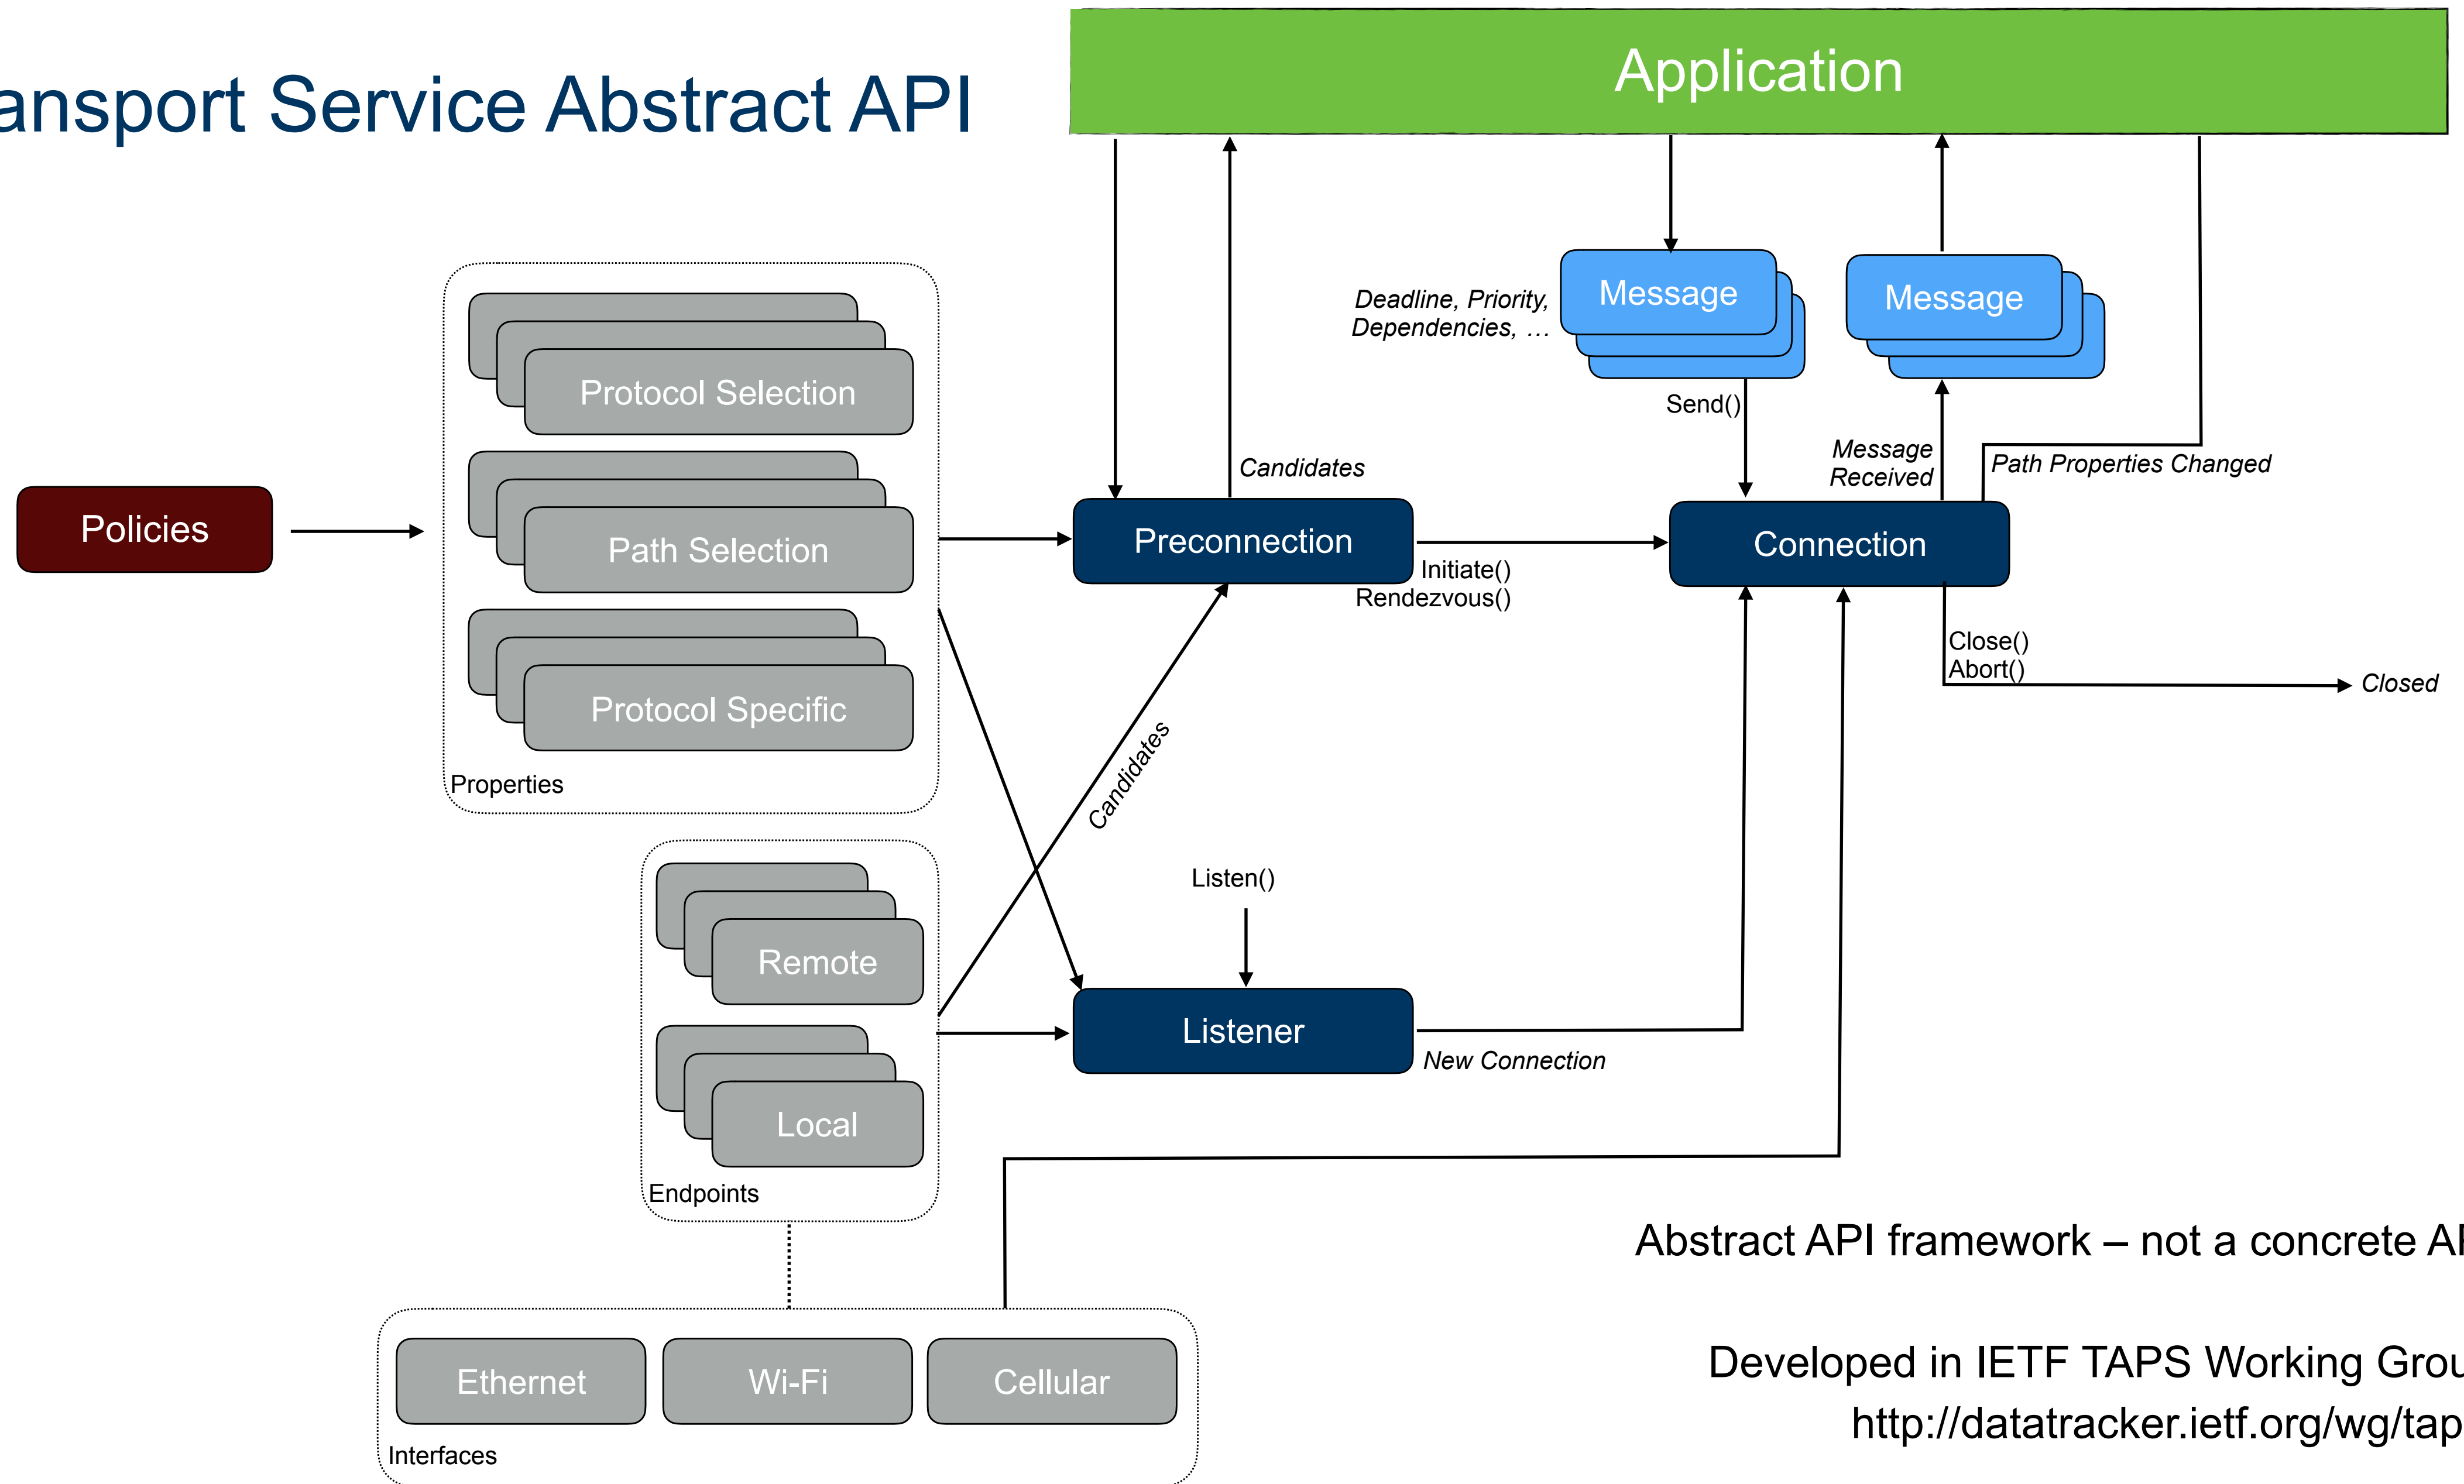 ansport Service Abstract API
Application
Deadline, Priority,
Dependencies, …
Message
Message
Protocol Selection
Send()
Message
Received
Path Properties Changed
Candidates
Policies
Path Selection
Preconnection
Connection
Initiate()
Rendezvous()
Close()
Abort()
Closed
Protocol Specific
Properties
Candidates
Listen()
Remote
Listener
New Connection
Local
Endpoints
Abstract API framework – not a concrete AP
Developed in IETF TAPS Working Grou
http://datatracker.ietf.org/wg/tap
Ethernet
Wi-Fi
Cellular
Interfaces